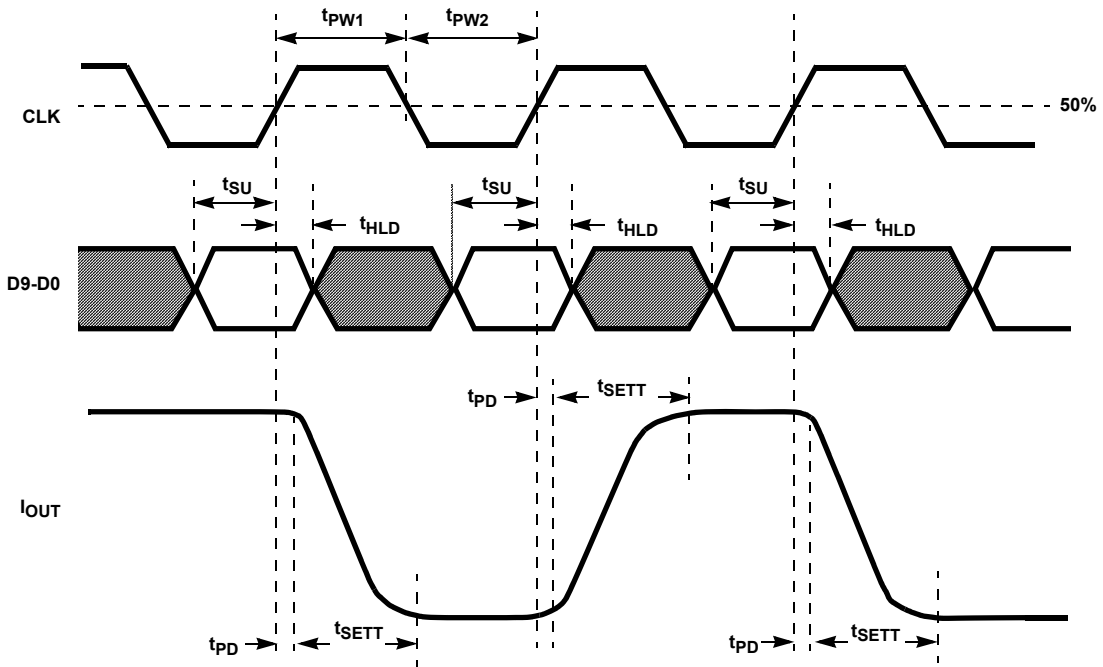 tPW1 tPW2
CLK
50%
tSU tSU tSU
tHLD tHLD tHLD
D9-D0
tPD tSETT
IOUT
tPD tSETT tPD tSETT